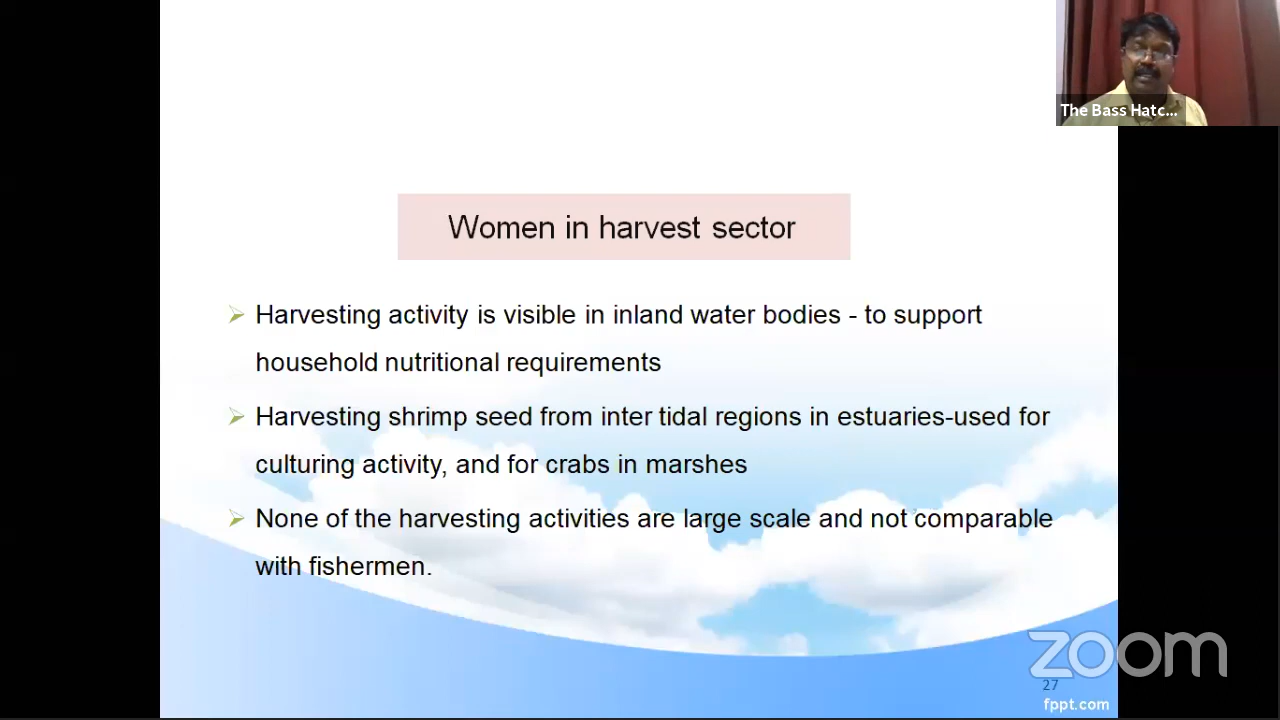 The Bass Hatc...
Women in harvest sector
Harvesting activity is visible in inland water bodies - to support
household nutritional requirements
Harvesting shrimp seed from inter tidal regions in estuaries-used for
culturing activity, and for crabs in marshes
None of the harvesting activities are large scale and not comparable
with fishermen.
zoom
27
fppt.com